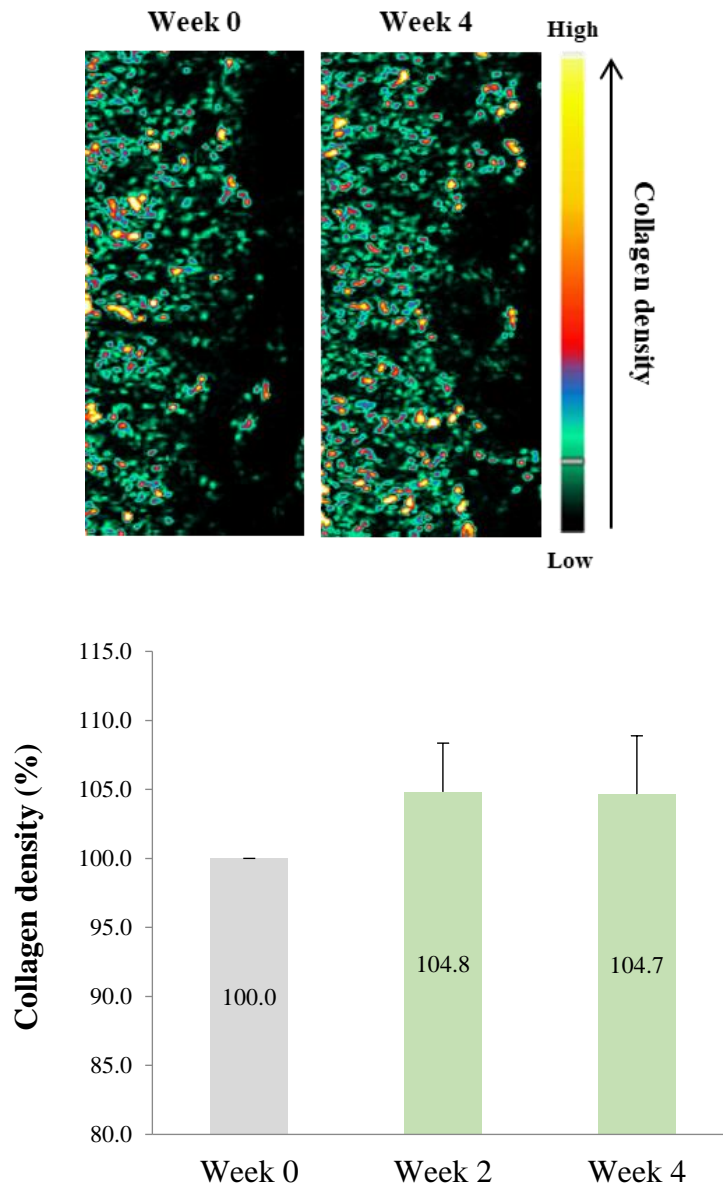 Week 0
Week 4
High
Collagen density
Low
115.0
110.0
105.0
100.0
95.0
90.0
85.0
80.0
Collagen density (%)
100.0
104.8
104.7
Week 0
Week 2
Week 4